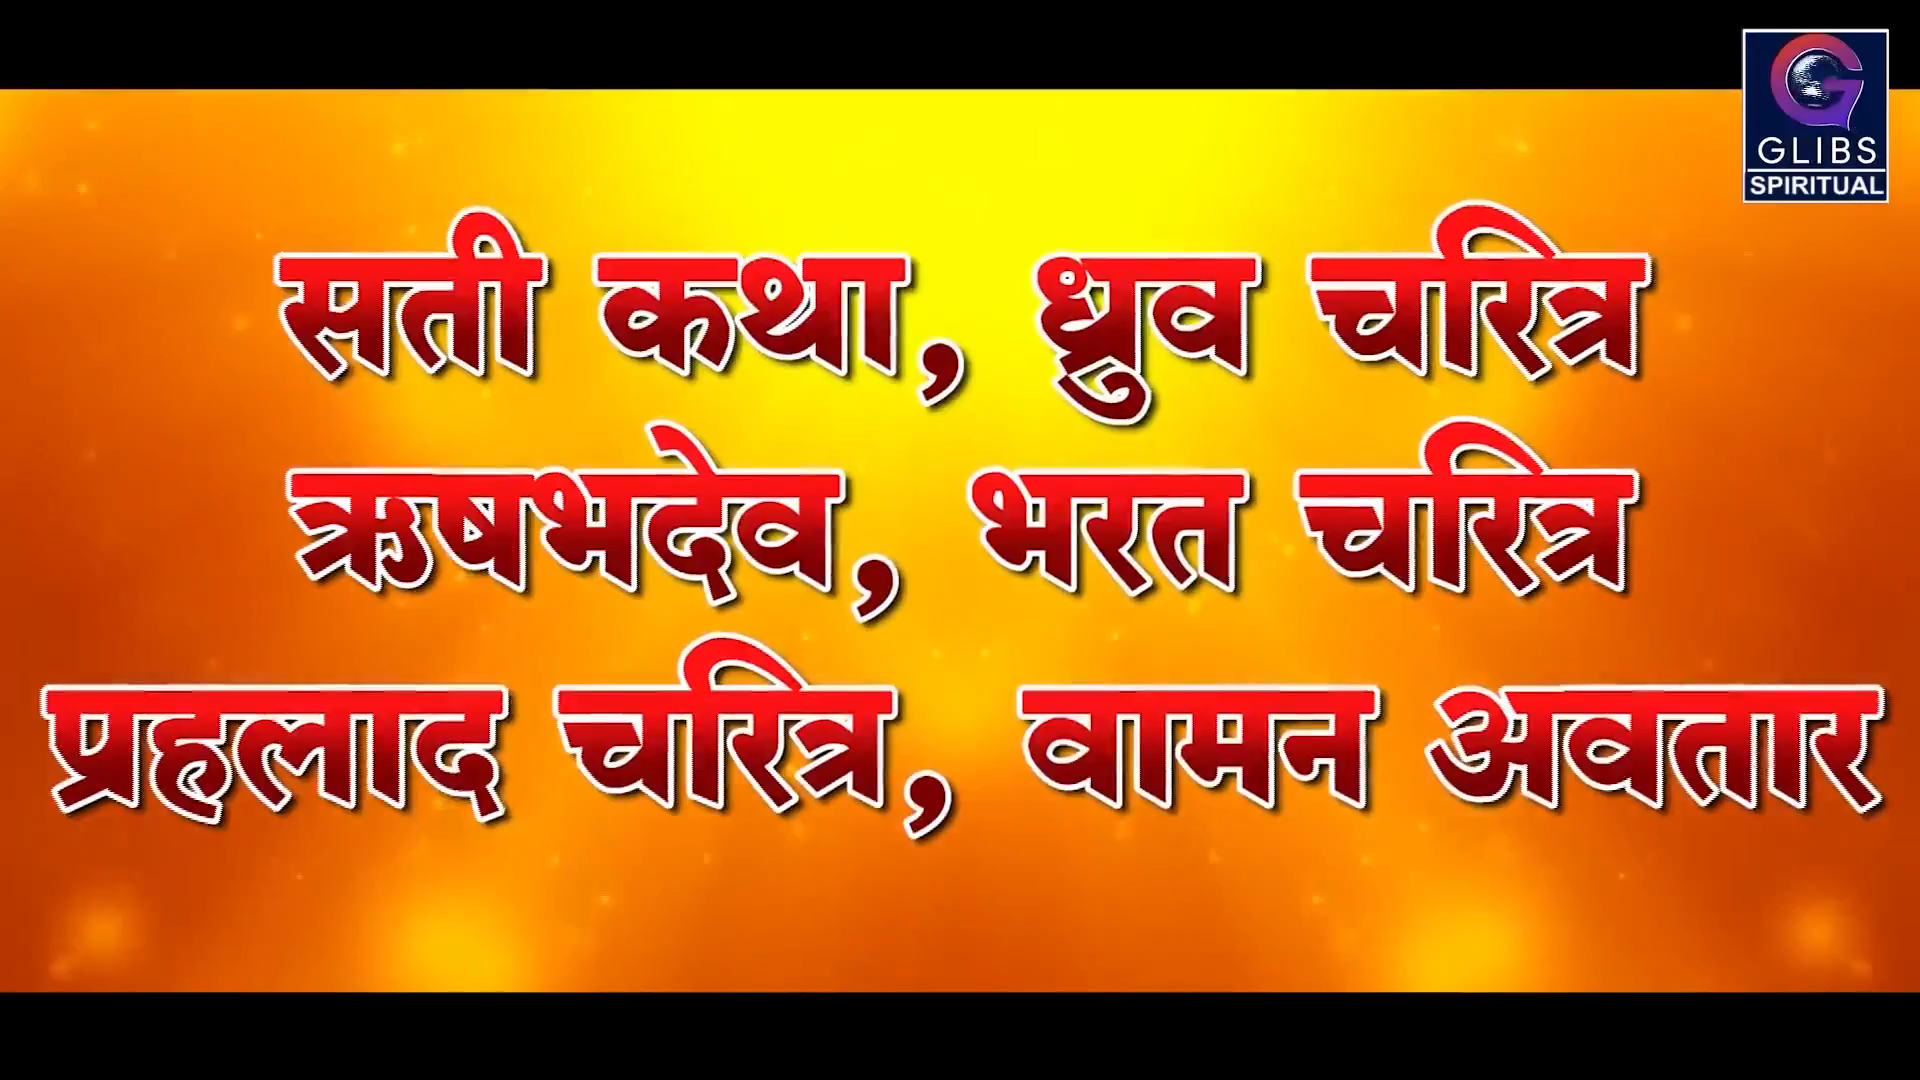 GLIBS
SPIRITUAL
सती कथा, ध्रुव चरित्र
ऋषभदेव, भरत चरित्र
प्रहलाद चरित्र, वामन अवतार